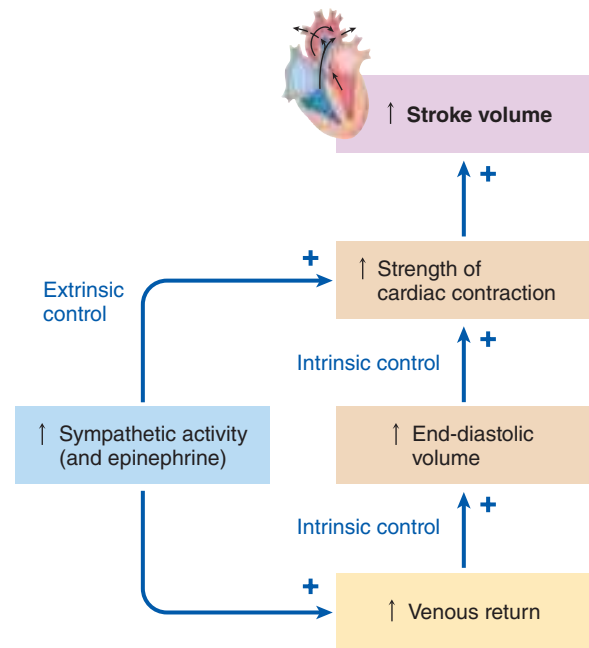 ↑ Stroke volume
+
+
↑ Strength of
cardiac contraction
Extrinsic
control
+
Intrinsic control
↑ Sympathetic activity
(and epinephrine)
↑ End-diastolic
volume
+
Intrinsic control
+
↑ Venous return